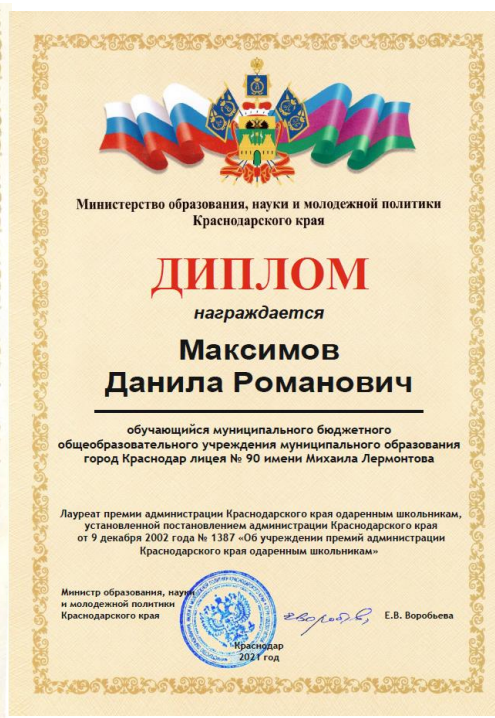 Министерство образования, науки и молодежной политики
Краснодарского края
ДИПЛОМ
награждается
Максимов
Данила Романович
обучающийся муниципального бюджетного
общеобразовательного учреждения муниципального образования
город Краснодар лицея № 90 имени Михаила Лермонтова
Лауреат премии администрации Краснодарского края одаренным школьникам,
установленной постановлением администрации Краснодарского края
от 9 декабря 2002 года № 1387 «Об учреждении премий администрации
Краснодарского края одаренным школьникам»
Министр образования, науки
и молодежной политики
Краснодарского края
Е.В. Воробьева
Краснодар
2021 год